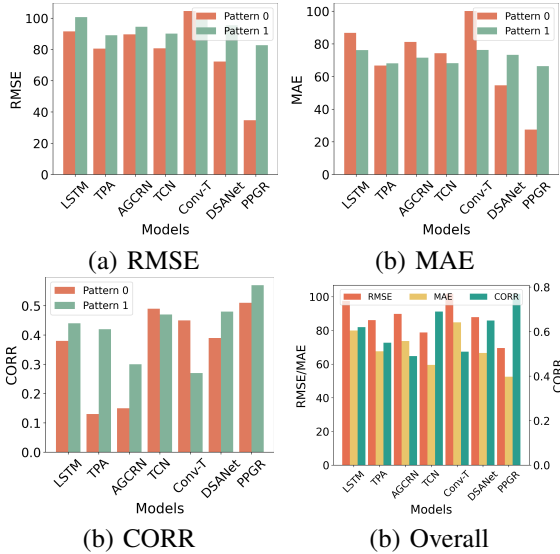 Pattern 0
Pattern 1
RMSE
100
80
60
40
20
0
LSTM
TPA
AGCRN
TCN
Conv-T
DSANet
PPGR
Models
(a) RMSE
Pattern 0
Pattern 1
MAE
100
80
60
40
20
0
LSTM
TPA
AGCRN
TCN
Conv-T
DSANet
PPGR
Models
(b) MAE
Pattern 0
Pattern 1
CORR
0.5
0.4
0.3
0.2
0.1
0.0
LSTM
TPA
AGCRN
TCN
Conv-T
DSANet
PPGR
Models
(b) CORR
RMSE MAE CORR
RMSE/MAE
100
80
60
40
20
0
0.8
0.6
0.4
0.2
0.0
CORR
LSTM
TPA
AGCRN
TCN
Conv-T
DSANet
PPGR
Models
(b) Overall